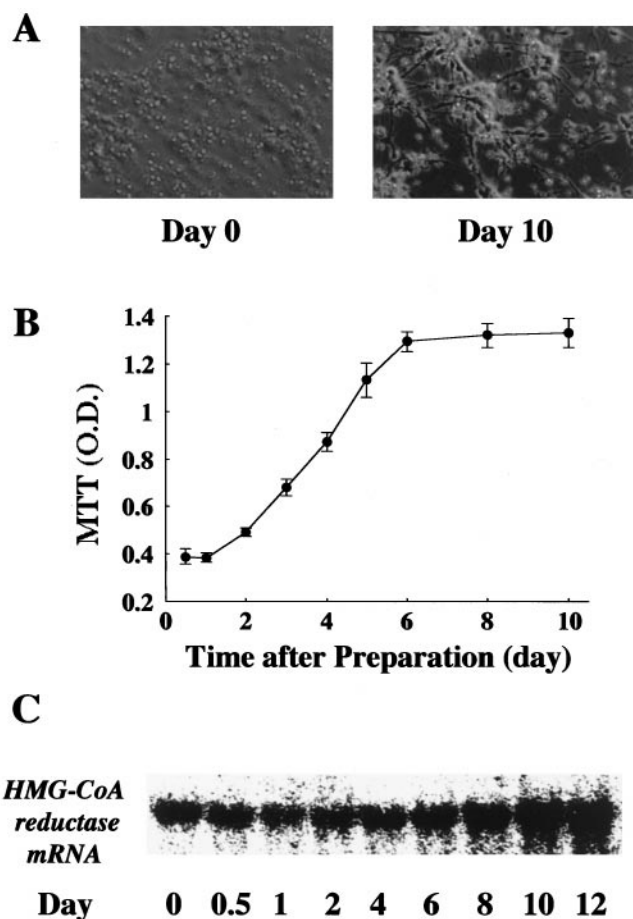 A
Day 0 Day 10
B
MTT (O.D.)
1.4
1.2
1
0.8
0.6
0.4
0.2
0 2 4 6 8 10
Time after Preparation (day)
C
HMG-CoA
reductase
mRNA
Day 0 0.5 1 2 4 6 8 10 12